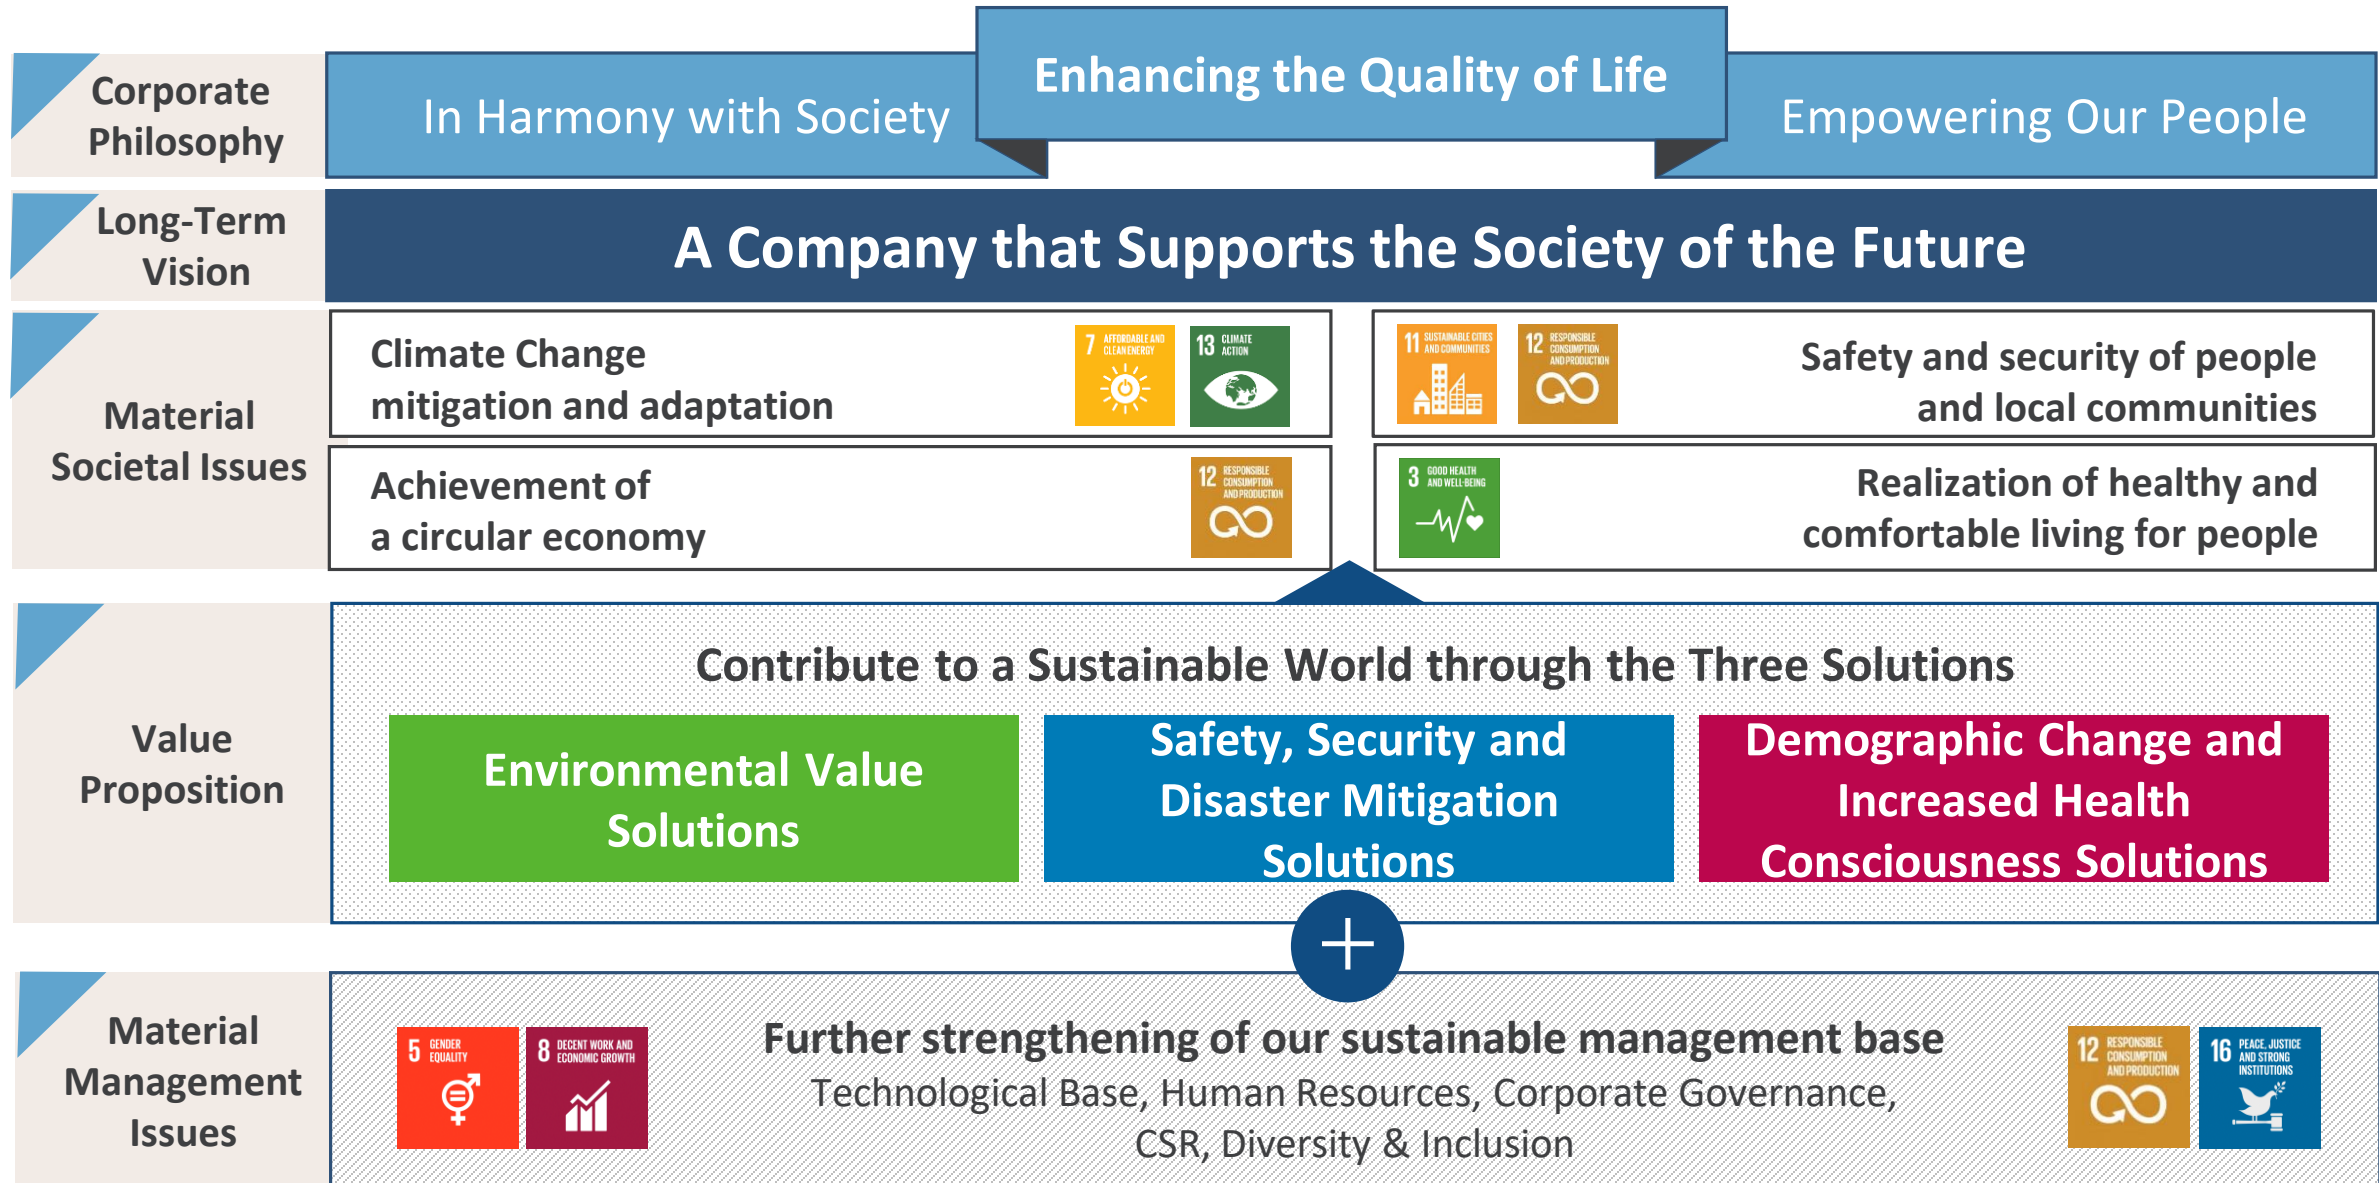 Corporate
Philosophy
In Harmony with Society
Enhancing the Quality of Life
Empowering Our People
Long-Term
Vision
A Company that Supports the Society of the Future
Material
Societal Issues
Climate Change
mitigation and adaptation
7 AFFORDABLE AND
CLEAN ENERGY
13 CLIMATE
ACTION
11 SUSTAINABLE CITIES
AND COMMUNITIES
12 RESPONSIBLE
CONSUMPTION
AND PRODUCTION
Safety and security of people
and local communities
Achievement of
a circular economy
12 RESPONSIBLE
CONSUMPTION
AND PRODUCTION
3 GOOD HEALTH
AND WELL-BEING
Realization of healthy and
comfortable living for people
Value
Proposition
Contribute to a Sustainable World through the Three Solutions
Environmental Value
Solutions
Safety, Security and
Disaster Mitigation
Solutions
Demographic Change and
Increased Health
Consciousness Solutions
Material
Management
Issues
5 GENDER
EQUALITY
8 DECENT WORK AND
ECONOMIC GROWTH
Further strengthening of our sustainable management base
Technological Base, Human Resources, Corporate Governance,
CSR, Diversity & Inclusion
12 RESPONSIBLE
CONSUMPTION
AND PRODUCTION
16 PEACE, JUSTICE
AND STRONG
INSTITUTIONS